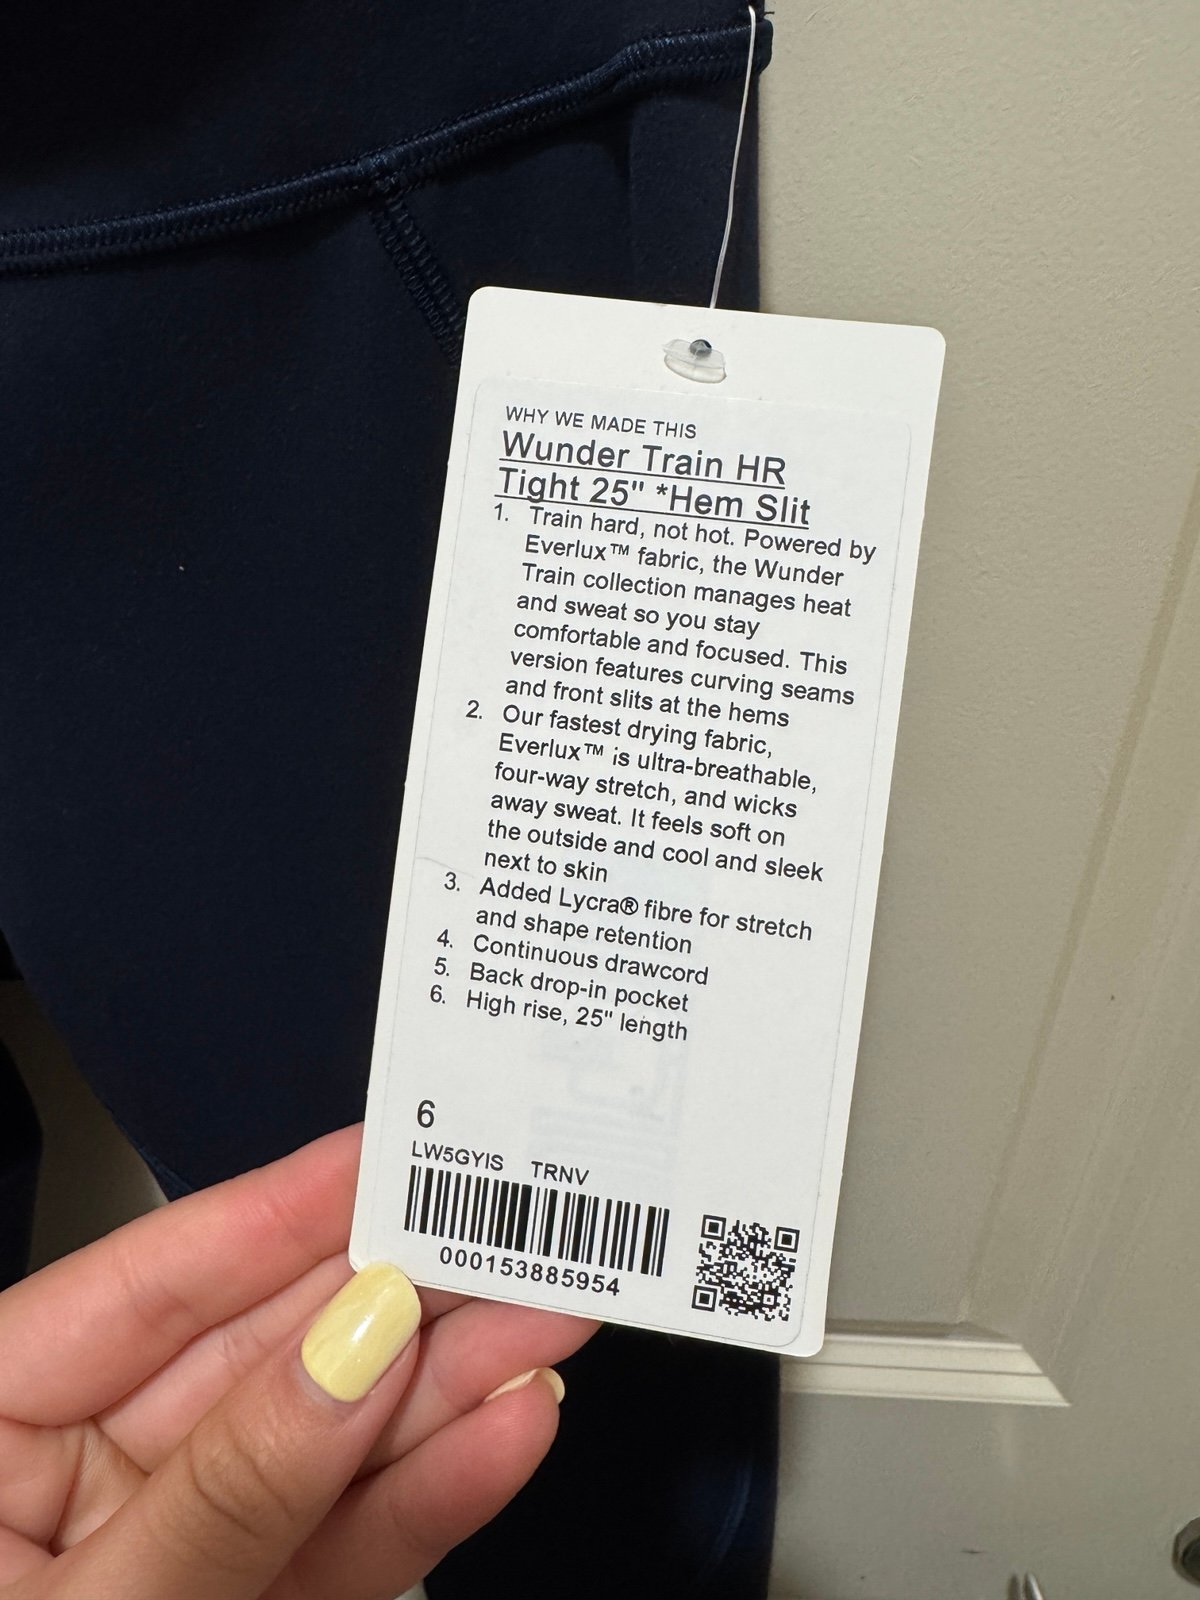 WHY WE MADE THIS
Wunder Train HR
Tight 25" *Hem Slit
1. Train hard, not hot. Powered by
Everlux™ fabric, the Wunder
Train collection manages heat
and sweat so you stay
comfortable and focused. This
version features curving seams
and front slits at the hems
2. Our fastest drying fabric,
Everlux™ is ultra-breathable,
four-way stretch, and wicks
away sweat. It feels soft on
the outside and cool and sleek
next to skin
3. Added Lycra® fibre for stretch
and shape retention
4. Continuous drawcord
5. Back drop-in pocket
6. High rise, 25" length
6
LW5GYIS TRNV
000153885954